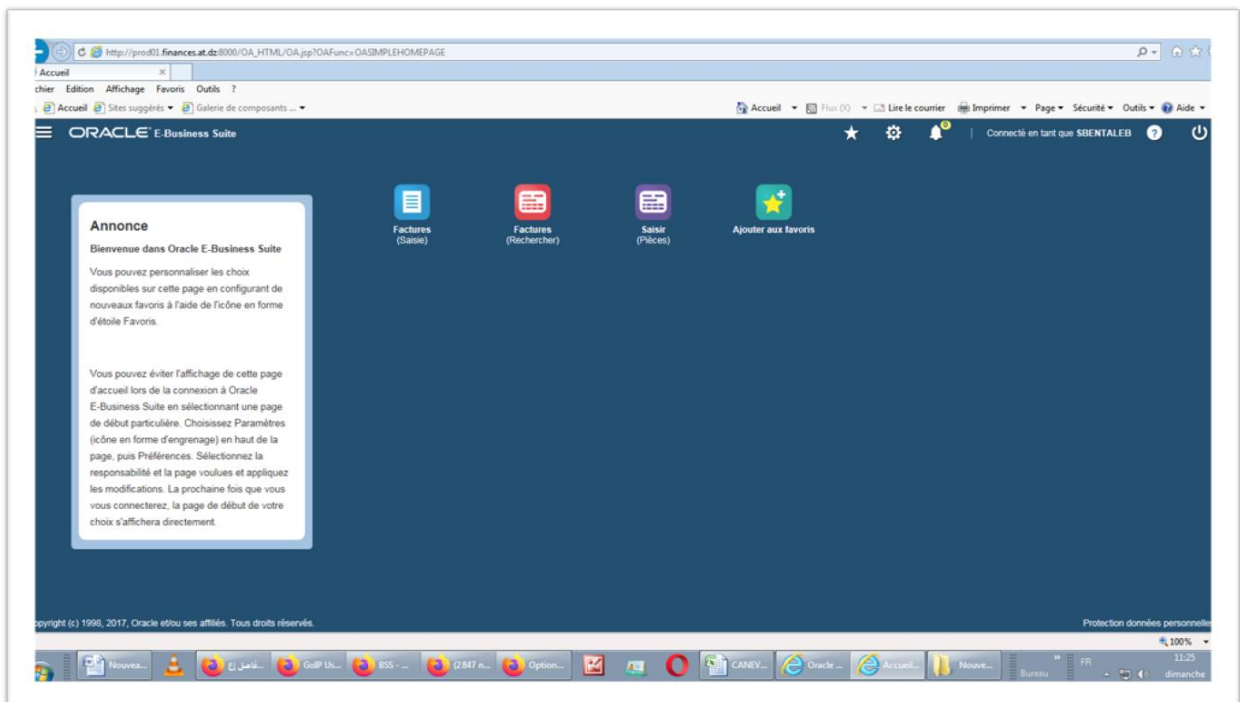 http://prod01.finances.at.dz:8000/OA_HTML/OA.jsp?OAFunc=OASIMPLEHOMEPAGE
Accueil
chier Edition Affichage Favoris Outils ?
Accueil Sites suggérés Galerie de composants ...
Accueil Flux (X) Lire le courrier Imprimer Page Sécurité Outils Aide
ORACLE E-Business Suite
0
Connecté en tant que SBENTALEB ?
Annonce
Bienvenue dans Oracle E-Business Suite
Vous pouvez personnaliser les choix
disponibles sur cette page en configurant de
nouveaux favoris à l'aide de l'icône en forme
d'étoile Favoris.
Vous pouvez éviter l'affichage de cette page
d'accueil lors de la connexion à Oracle
E-Business Suite en sélectionnant une page
de début particulière. Choisissez Paramètres
(icône en forme d'engrenage) en haut de la
page, puis Préférences. Sélectionnez la
responsabilité et la page voulues et appliquez
les modifications. La prochaine fois que vous
vous connecterez, la page de début de votre
choix s'affichera directement.
Factures
(Saisie)
Factures
(Rechercher)
Saisir
(Pièces)
Ajouter aux favoris
opyright (c) 1998, 2017, Oracle et/ou ses affiliés. Tous droits réservés.
Protection données personnelle
100%
Nouvea... GoIP Us... BSS - ... (2 847 n... Option... CANEV... Oracle ... Accueil... Nouve...
Bureau
FR
11:25
dimanche